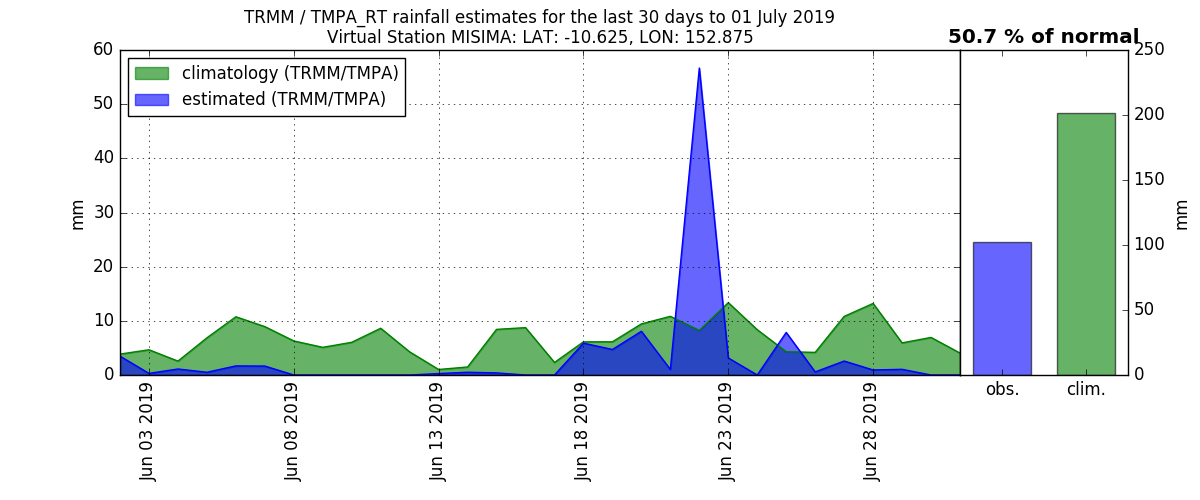 TRMM / TMPA_RT rainfall estimates for the last 30 days to 01 July 2019
Virtual Station MISIMA: LAT: -10.625, LON: 152.875
50.7 % of normal
climatology (TRMM/TMPA)
estimated (TRMM/TMPA)
60
50
40
30
20
10
0
mm
Jun 03 2019
Jun 08 2019
Jun 13 2019
Jun 18 2019
Jun 23 2019
Jun 28 2019
250
200
150
100
50
0
mm
obs.
clim.